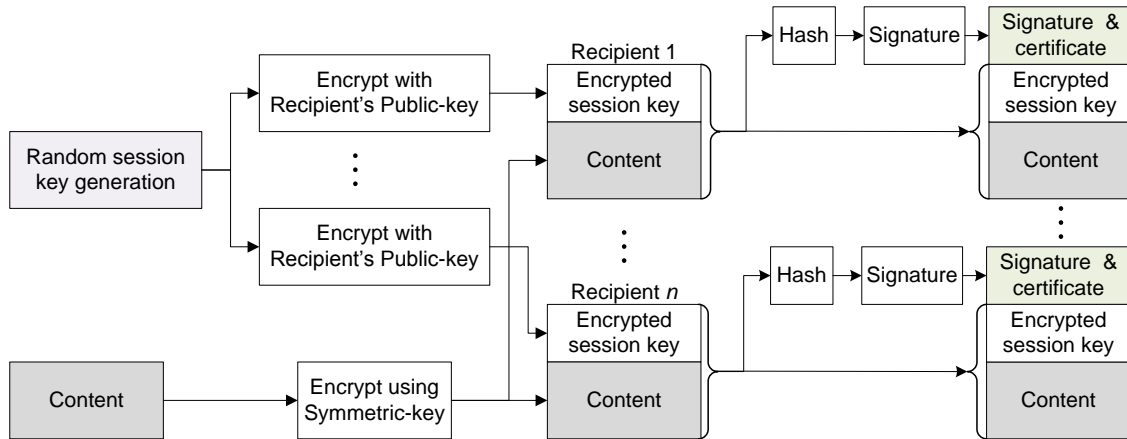 Signature &
certificate
Hash
Signature
Recipient 1
Encrypt with
Recipient's Public-key
Encrypted
session key
Encrypted
session key
Random session
key generation
Content
Content
Encrypt with
Recipient's Public-key
Signature &
certificate
Hash
Signature
Recipient n
Encrypted
session key
Encrypted
session key
Content
Encrypt using
Symmetric-key
Content
Content